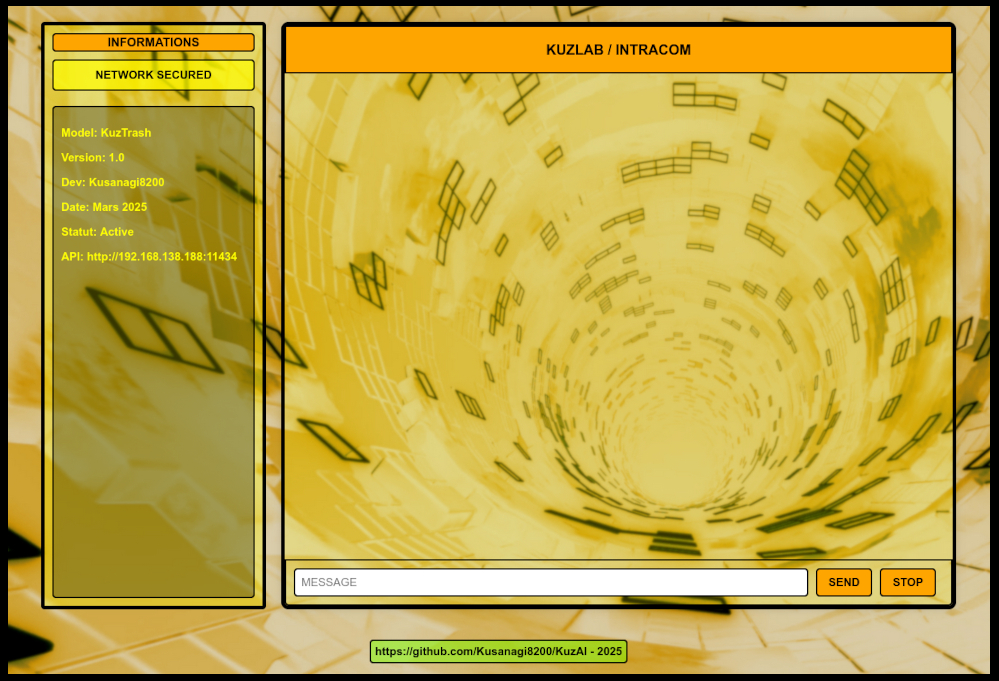 INFORMATIONS
NETWORK SECURED
Model: KuzTrash
Version: 1.0
Dev: Kusanagi8200
Date: Mars 2025
Statut: Active
API: http://192.168.138.188:11434
KUZLAB / INTRACOM
MESSAGE
SEND
STOP
https://github.com/Kusanagi8200/KuzAI - 2025